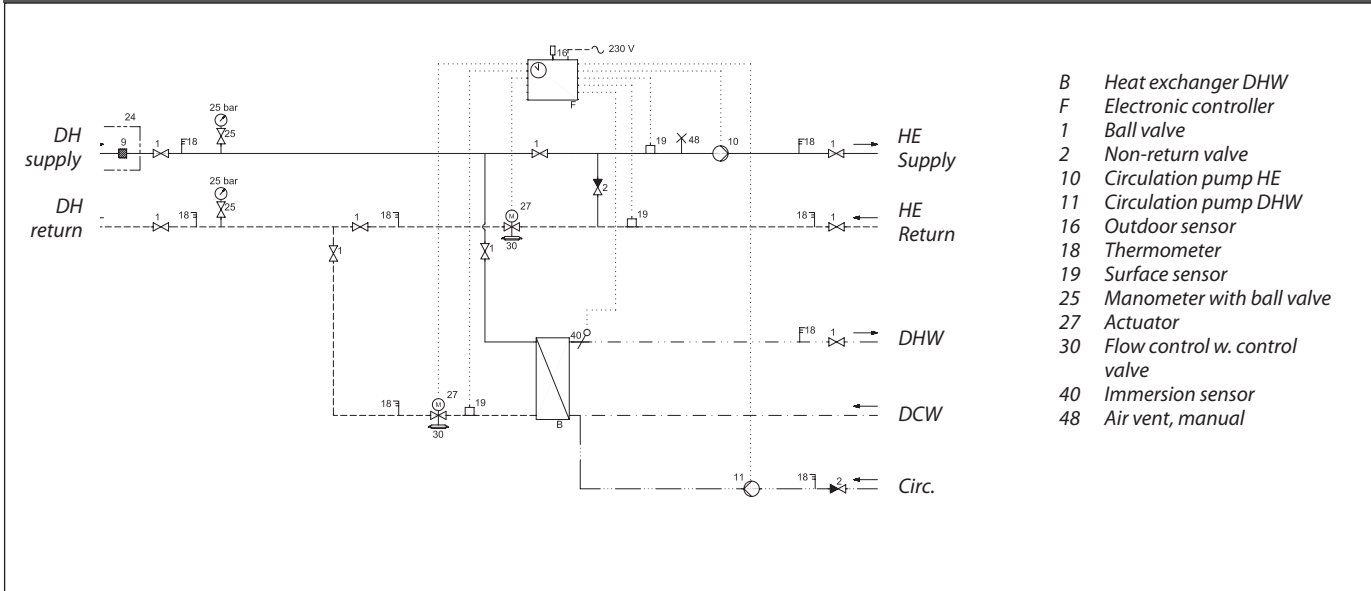 16
230 V
F
25 bar
24
25
DH
supply
9
1
18
1
19
48
10
18
1
HE
Supply
25 bar
2
DH
return
1
18
25
1
18
27
M
30
19
18
1
HE
Return
1
1
40
18
1
DHW
18
27
M
30
19
B
DCW
11
18
2
Circ.
B Heat exchanger DHW
F Electronic controller
1 Ball valve
2 Non-return valve
10 Circulation pump HE
11 Circulation pump DHW
16 Outdoor sensor
18 Thermometer
19 Surface sensor
25 Manometer with ball valve
27 Actuator
30 Flow control w. control
valve
40 Immersion sensor
48 Air vent, manual